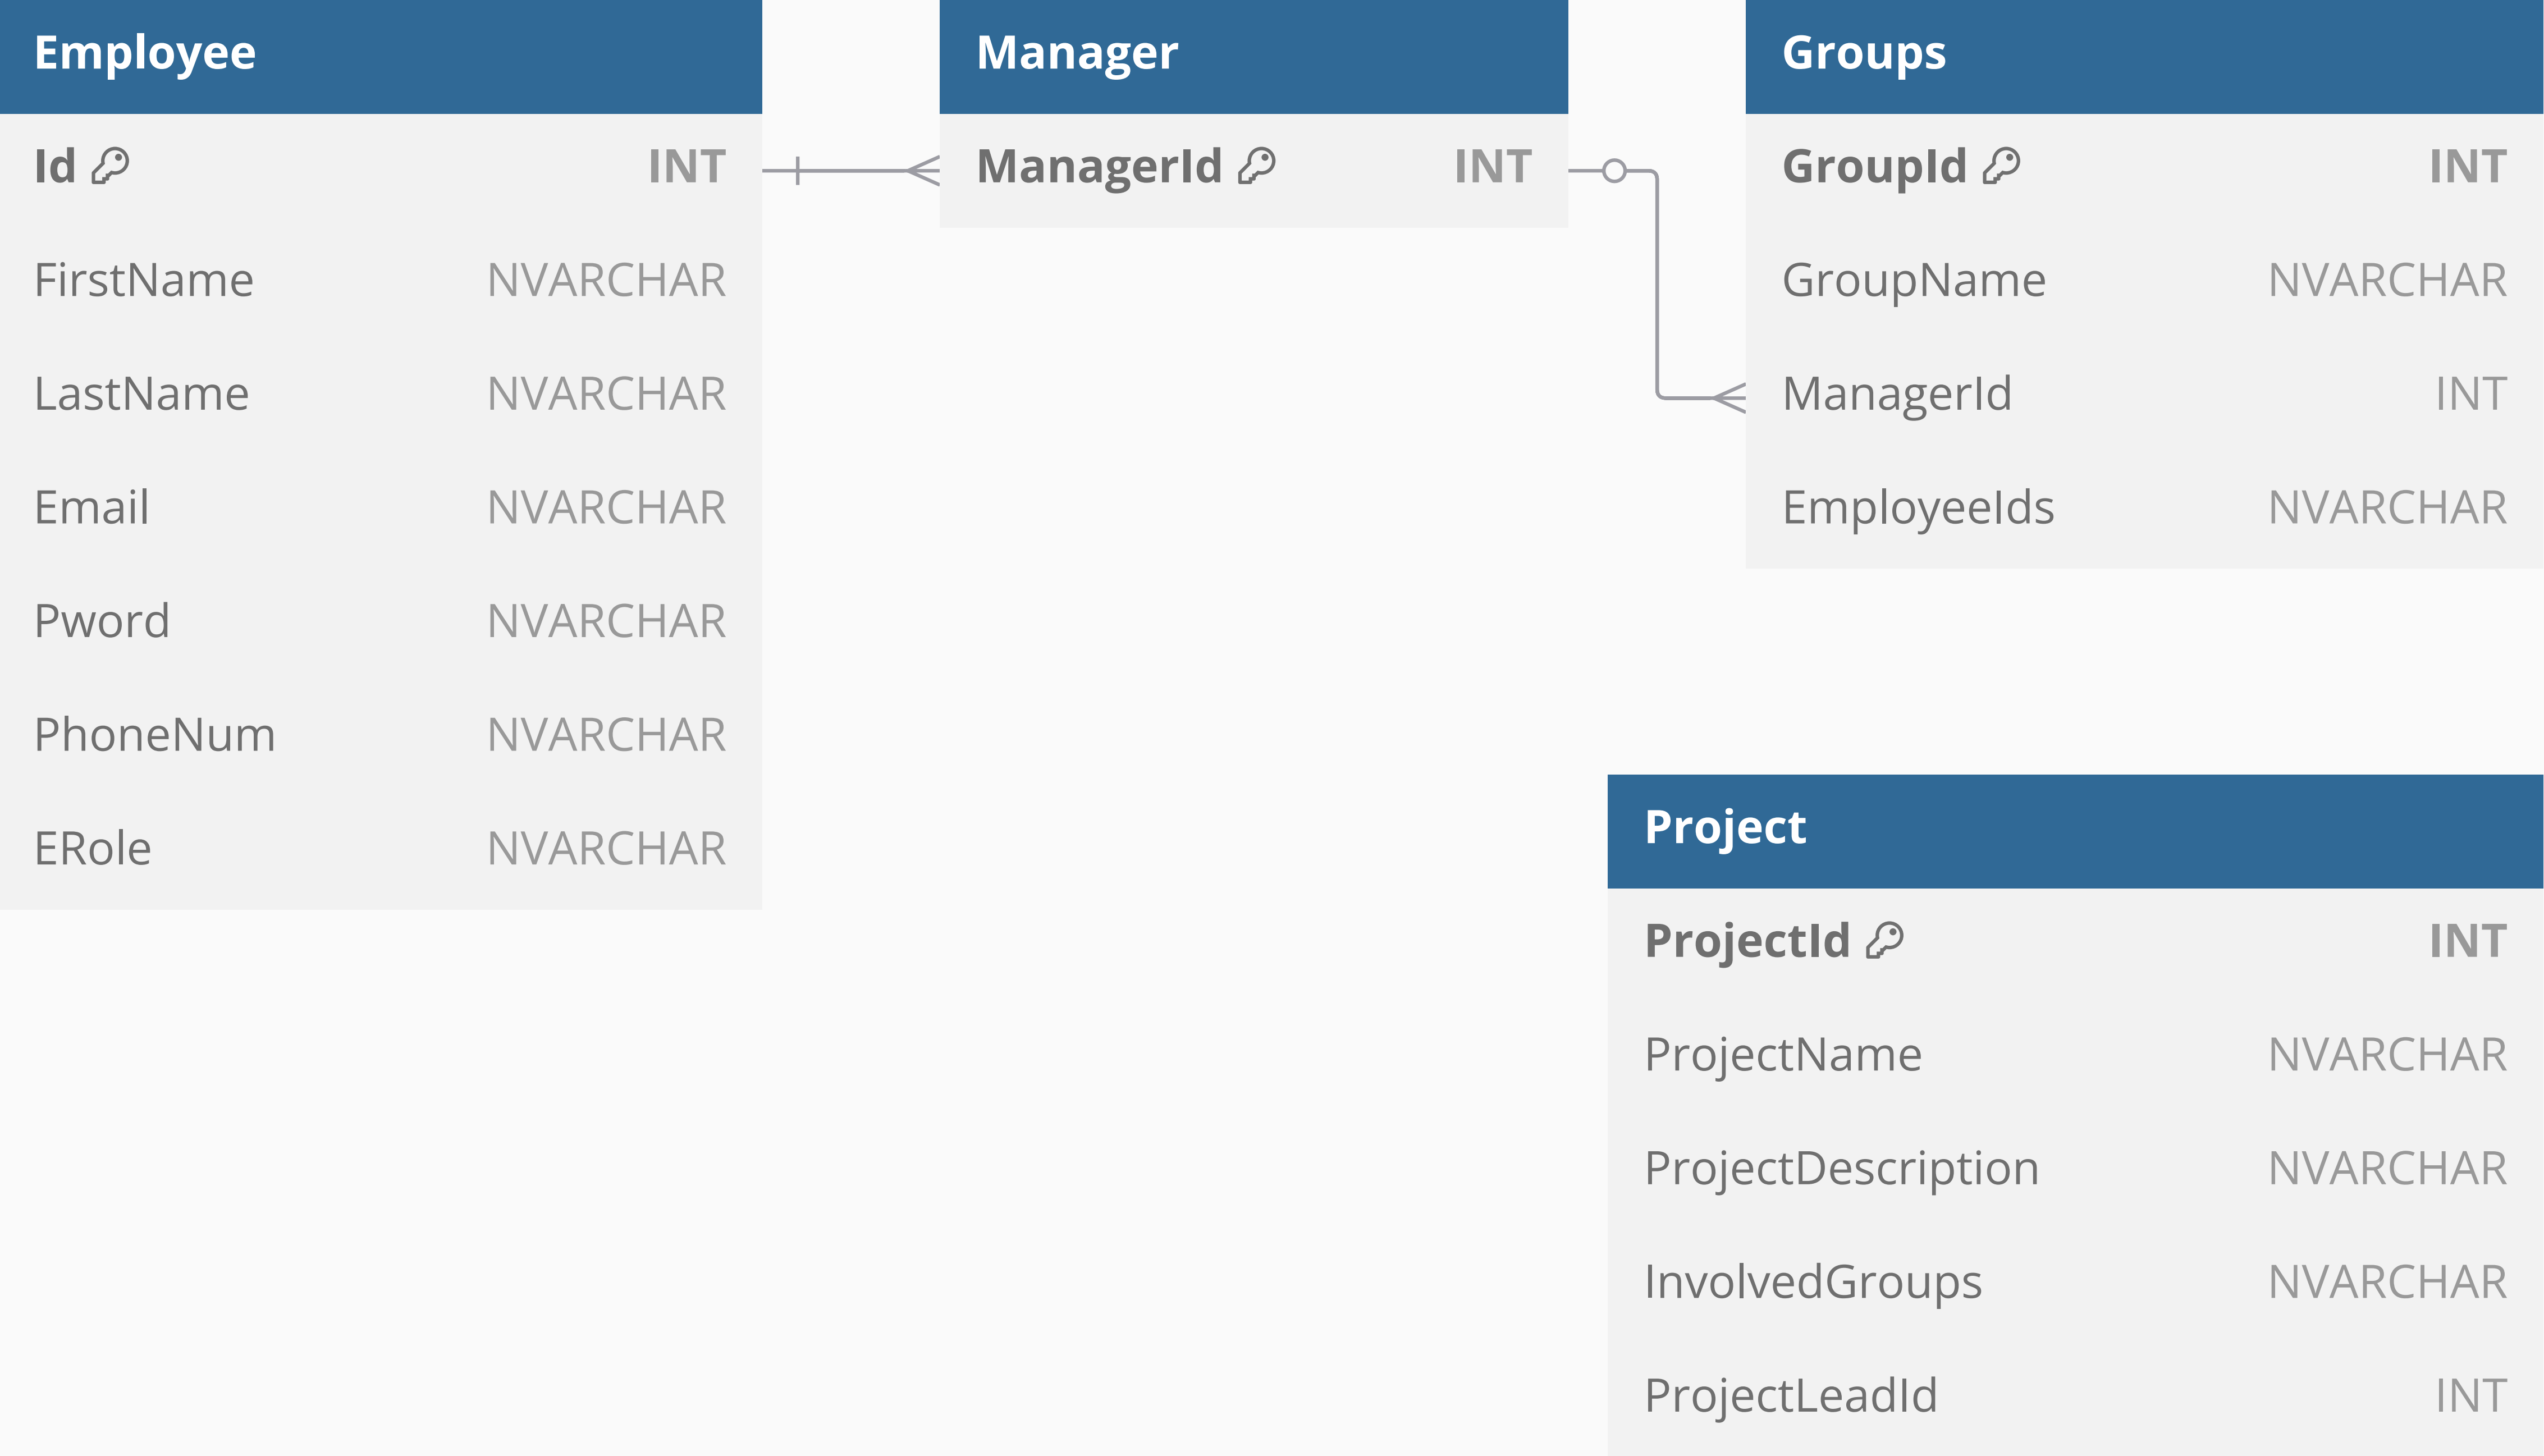 Employee
Id INT
FirstName NVARCHAR
LastName NVARCHAR
Email NVARCHAR
Pword NVARCHAR
PhoneNum NVARCHAR
ERole NVARCHAR
Manager
ManagerId INT
Groups
GroupId INT
GroupName NVARCHAR
ManagerId INT
EmployeeIds NVARCHAR
Project
ProjectId INT
ProjectName NVARCHAR
ProjectDescription NVARCHAR
InvolvedGroups NVARCHAR
ProjectLeadId INT